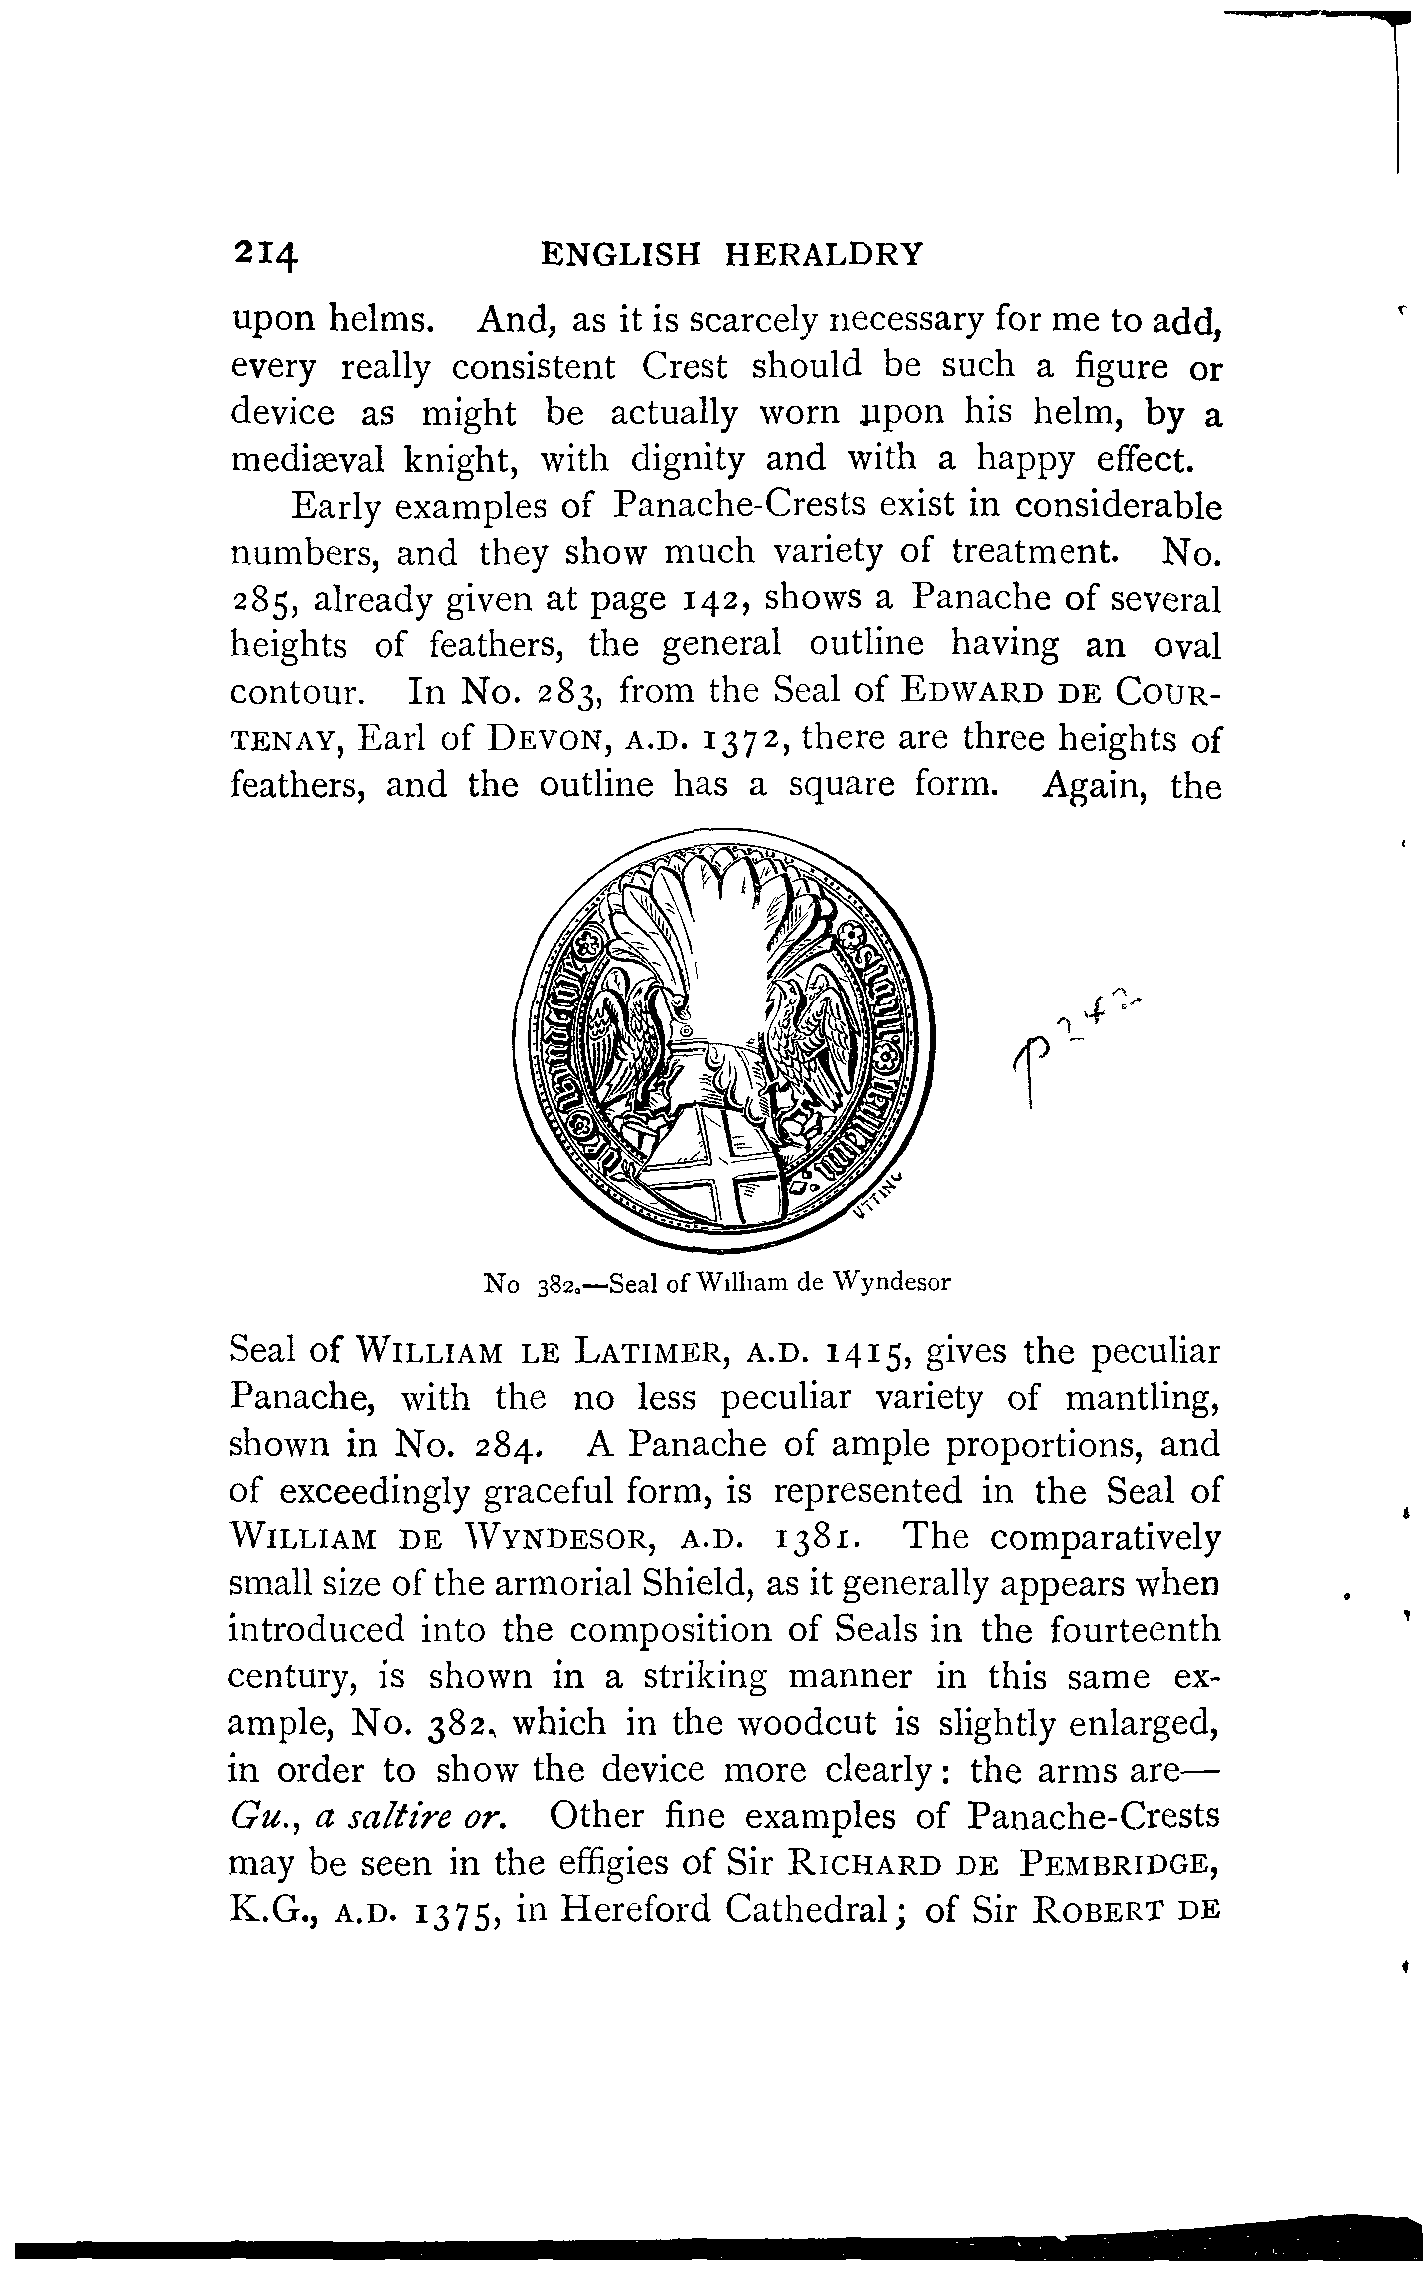 214 ENGLISH HERALDRY
upon helms. And, as it is scarcely necessary for me to add,
every really consistent Crest should be such a figure or
device as might be actually worn upon his helm, by a
mediæval knight, with dignity and with a happy effect.
Early examples of Panache-Crests exist in considerable
numbers, and they show much variety of treatment. No.
285, already given at page 142, shows a Panache of several
heights of feathers, the general outline having an oval
contour. In No. 283, from the Seal of EDWARD DE COUR-
TENAY, Earl of DEVON, A.D. 1372, there are three heights of
feathers, and the outline has a square form. Again, the
p 242
UTTING
No 382.—Seal of William de Wyndesor
Seal of WILLIAM LE LATIMER, A.D. 1415, gives the peculiar
Panache, with the no less peculiar variety of mantling,
shown in No. 284. A Panache of ample proportions, and
of exceedingly graceful form, is represented in the Seal of
WILLIAM DE WYNDESOR, A.D. 1381. The comparatively
small size of the armorial Shield, as it generally appears when
introduced into the composition of Seals in the fourteenth
century, is shown in a striking manner in this same ex-
ample, No. 382, which in the woodcut is slightly enlarged,
in order to show the device more clearly: the arms are—
Gu., a saltire or. Other fine examples of Panache-Crests
may be seen in the effigies of Sir RICHARD DE PEMBRIDGE,
K.G., A.D. 1375, in Hereford Cathedral; of Sir ROBERT DE